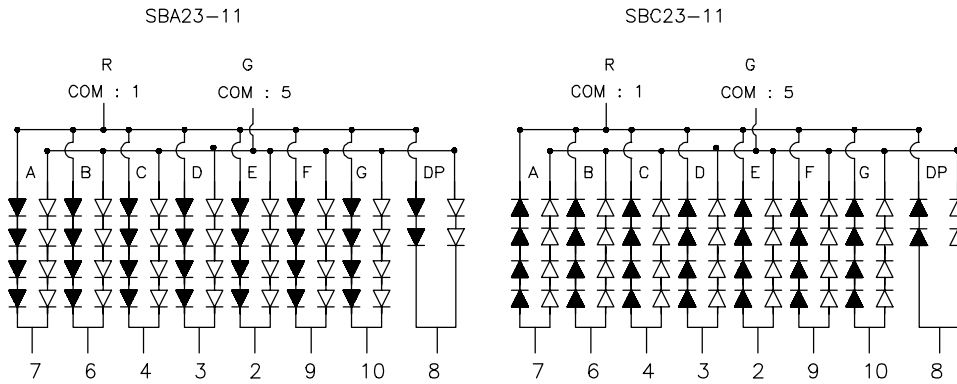 SBA23-11 SBC23-11
R G R G
COM : 1 COM : 5 COM : 1 COM : 5
A B C D E F G DP A B C D E F G DP
7 6 4 3 2 9 10 8 7 6 4 3 2 9 10 8